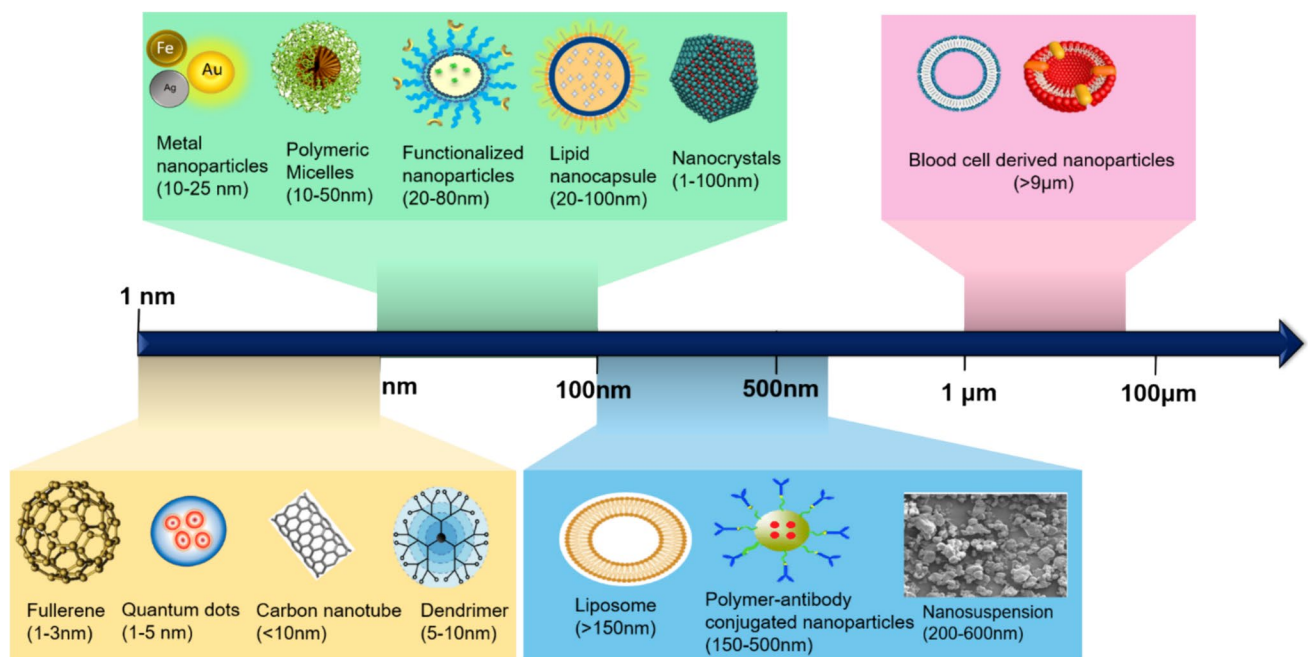 Fe
Au
Ag
Metal
nanoparticles
(10-25 nm)
Polymeric
Micelles
(10-50nm)
Functionalized
nanoparticles
(20-80nm)
Lipid
nanocapsule
(20-100nm)
Nanocrystals
(1-100nm)
Blood cell derived nanoparticles
(>9µm)
1 nm
nm
100nm
500nm
1 µm
100µm
Fullerene
(1-3nm)
Quantum dots
(1-5 nm)
Carbon nanotube
(<10nm)
Dendrimer
(5-10nm)
Liposome
(>150nm)
Polymer-antibody
conjugated nanoparticles
(150-500nm)
Nanosuspension
(200-600nm)